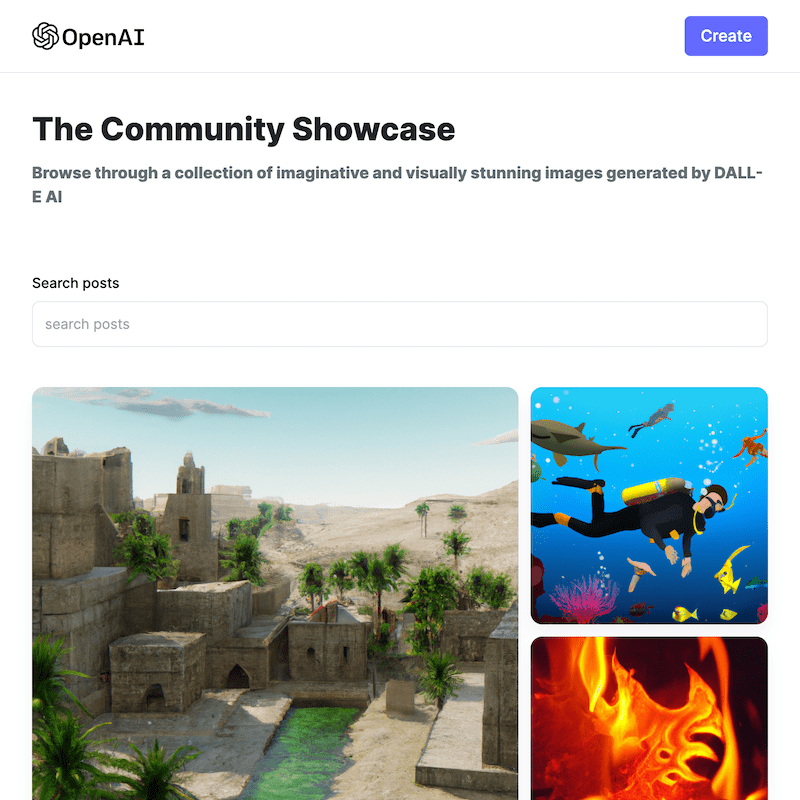 OpenAI
Create
The Community Showcase
Browse through a collection of imaginative and visually stunning images generated by DALL-
E AI
Search posts
search posts